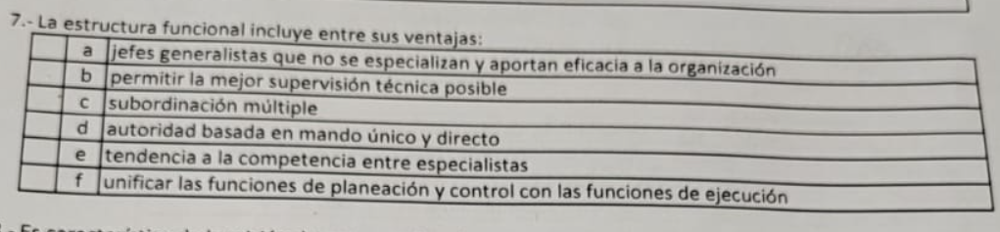 7.- La estructura funcional incluye entre sus ventajas:
a jefes generalistas que no se especializan y aportan eficacia a la organización
b permitir la mejor supervisión técnica posible
c subordinación múltiple
d autoridad basada en mando único y directo
e tendencia a la competencia entre especialistas
f unificar las funciones de planeación y control con las funciones de ejecución